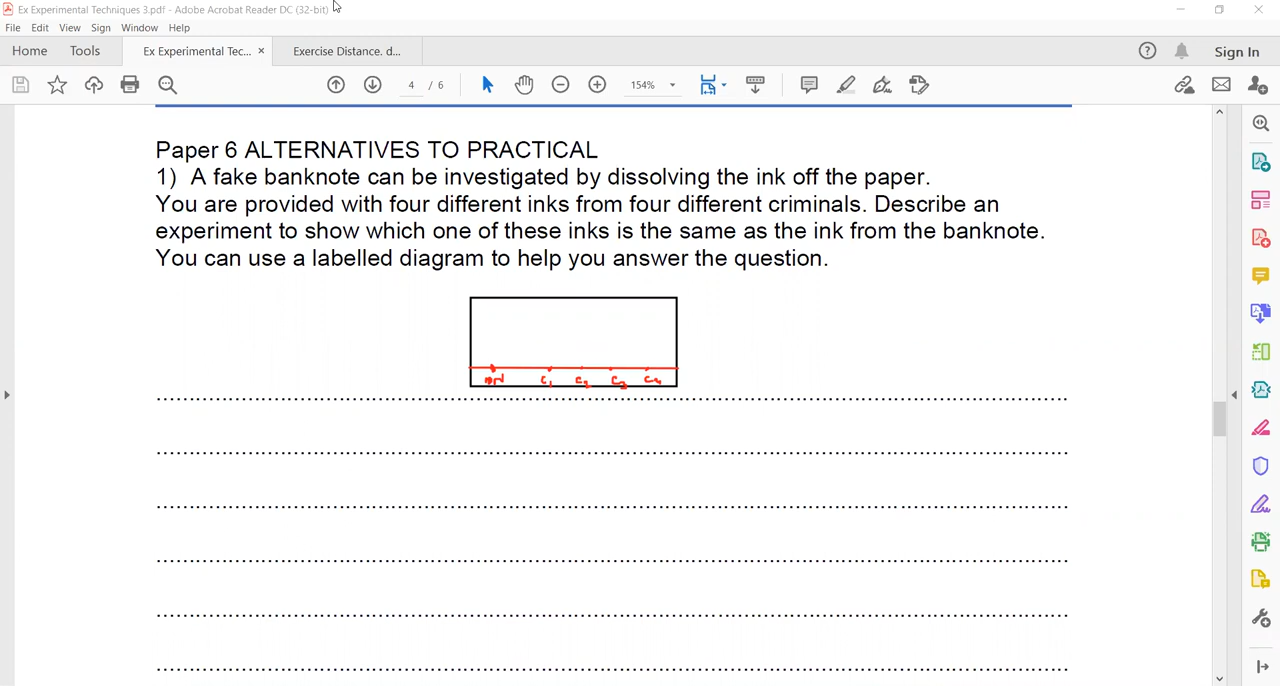 Ex Experimental Techniques 3.pdf - Adobe Acrobat Reader DC (32-bit)
File Edit View Sign Window Help
Home Tools Ex Experimental Tec... × Exercise Distance. d... Sign In
4 / 6 154%
Paper 6 ALTERNATIVES TO PRACTICAL
1) A fake banknote can be investigated by dissolving the ink off the paper.
You are provided with four different inks from four different criminals. Describe an
experiment to show which one of these inks is the same as the ink from the banknote.
You can use a labelled diagram to help you answer the question.
BN C1 C2 C3 C4